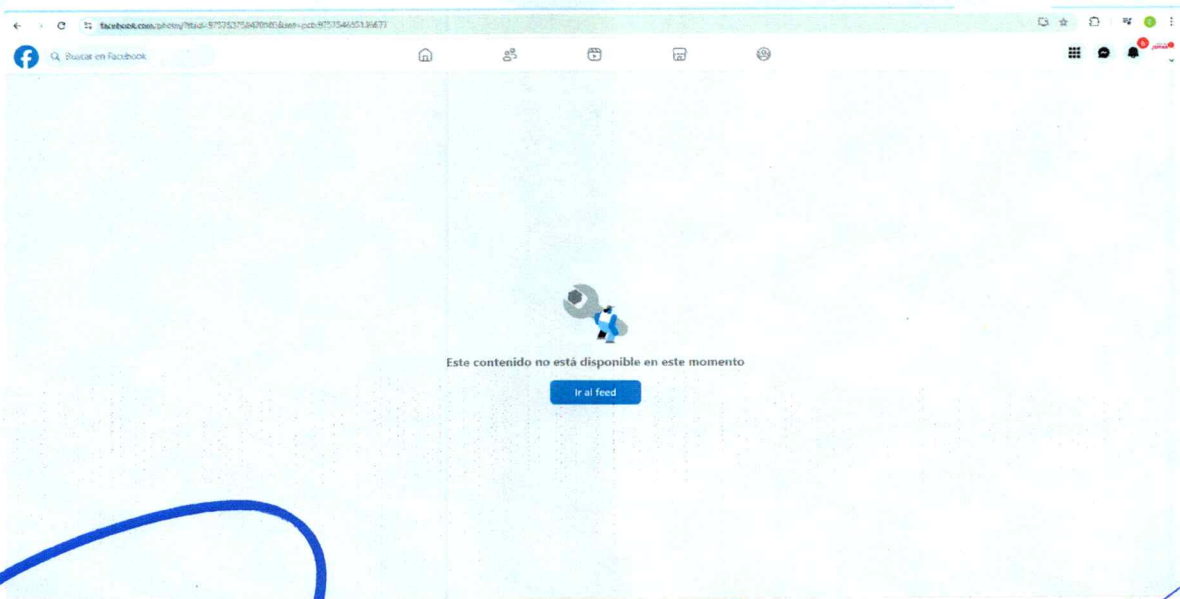 Buscar en Facebook
Este contenido no está disponible en este momento
Ir al feed